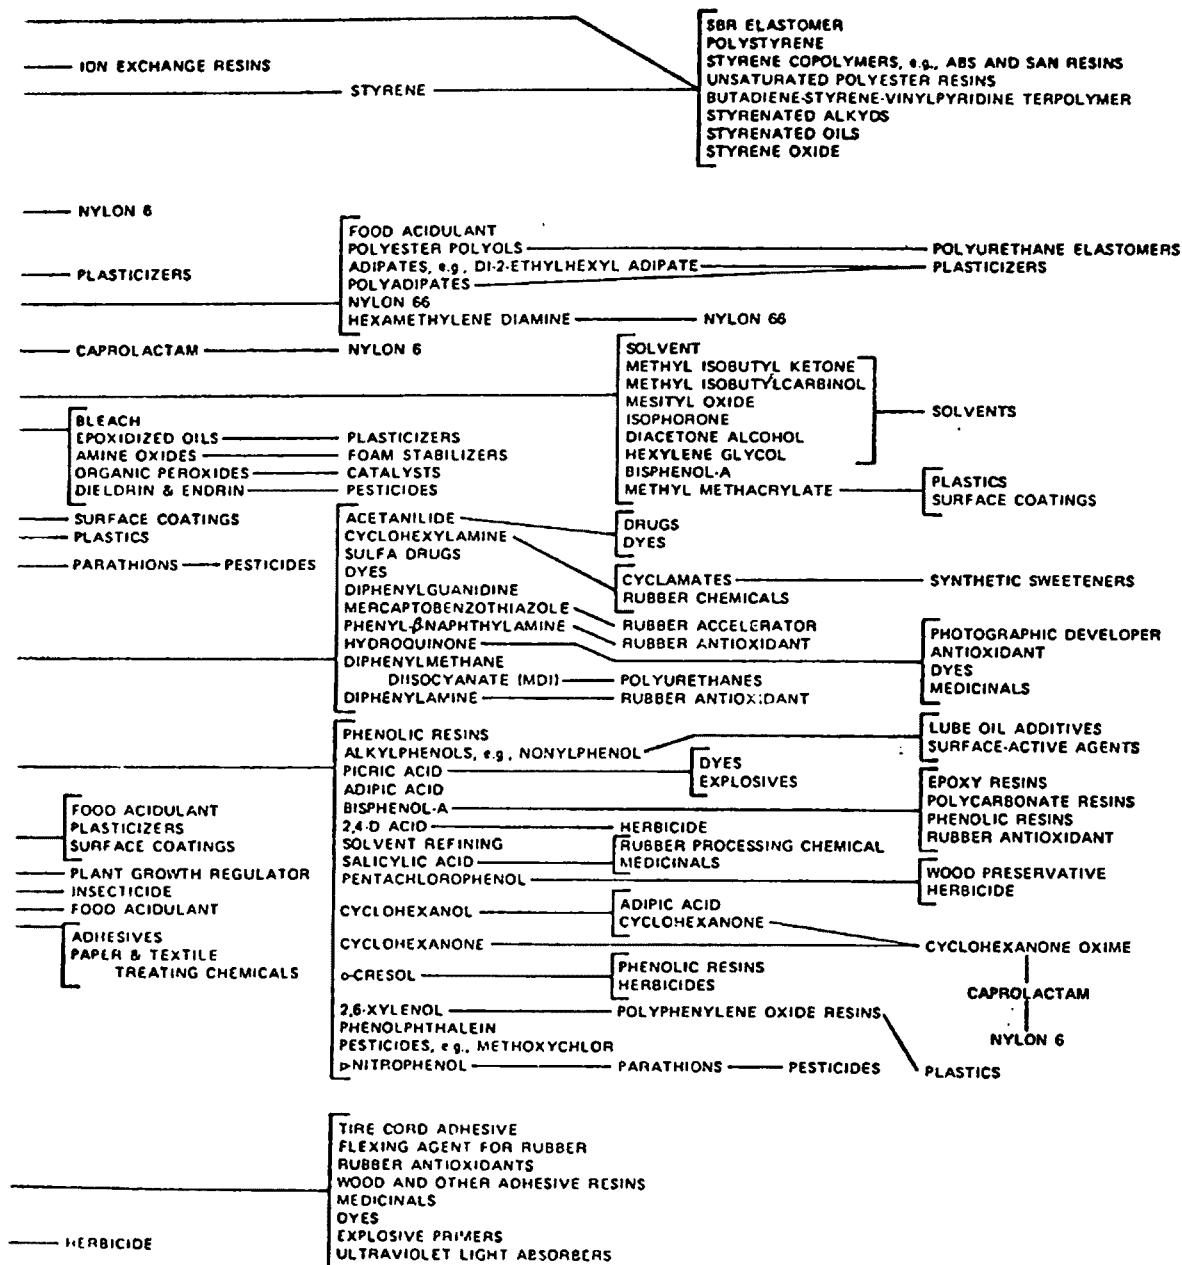 SBR ELASTOMER
POLYSTYRENE
STYRENE COPOLYMERS, e.g., ABS AND SAN RESINS
ION EXCHANGE RESINS
UNSATURATED POLYESTER RESINS
STYRENE
BUTADIENE-STYRENE-VINYLPYRIDINE TERPOLYMER
STYRENATED ALKYDS
STYRENATED OILS
STYRENE OXIDE
NYLON 6
FOOD ACIDULANT
POLYESTER POLYOLS
POLYURETHANE ELASTOMERS
PLASTICIZERS
ADIPATES, e.g., DI-2-ETHYLHEXYL ADIPATE
PLASTICIZERS
POLYADIPATES
NYLON 66
HEXAMETHYLENE DIAMINE
NYLON 66
CAPROLACTAM
NYLON 6
SOLVENT
METHYL ISOBUTYL KETONE
METHYL ISOBUTYLCARBINOL
MESITYL OXIDE
ISOPHORONE
DIACETONE ALCOHOL
HEXYLENE GLYCOL
BISPHENOL-A
METHYL METHACRYLATE
SOLVENTS
PLASTICS
SURFACE COATINGS
BLEACH
EPOXIDIZED OILS
PLASTICIZERS
AMINE OXIDES
FOAM STABILIZERS
ORGANIC PEROXIDES
CATALYSTS
DIELDRIN & ENDRIN
PESTICIDES
SURFACE COATINGS
PLASTICS
PARATHIONS
PESTICIDES
ACETANILIDE
CYCLOHEXYLAMINE
SULFA DRUGS
DYES
DIPHENYLGUANIDINE
MERCAPTOBENZOTHIAZOLE
PHENYL-β-NAPHTHYLAMINE
HYDROQUINONE
DIPHENYLMETHANE
DIISOCYANATE (MDI)
DIPHENYLAMINE
DRUGS
DYES
CYCLAMATES
RUBBER CHEMICALS
SYNTHETIC SWEETENERS
RUBBER ACCELERATOR
RUBBER ANTIOXIDANT
POLYURETHANES
RUBBER ANTIOXIDANT
PHOTOGRAPHIC DEVELOPER
ANTIOXIDANT
DYES
MEDICINALS
PHENOLIC RESINS
ALKYLPHENOLS, e.g., NONYLPHENOL
PICRIC ACID
ADIPIC ACID
BISPHENOL-A
2,4-D ACID
SOLVENT REFINING
SALICYLIC ACID
PENTACHLOROPHENOL
CYCLOHEXANOL
CYCLOHEXANONE
o-CRESOL
2,6-XYLENOL
PHENOLPHTHALEIN
PESTICIDES, e.g., METHOXYCHLOR
p-NITROPHENOL
LUBE OIL ADDITIVES
SURFACE-ACTIVE AGENTS
DYES
EXPLOSIVES
EPOXY RESINS
POLYCARBONATE RESINS
PHENOLIC RESINS
RUBBER ANTIOXIDANT
HERBICIDE
RUBBER PROCESSING CHEMICAL
MEDICINALS
WOOD PRESERVATIVE
HERBICIDE
ADIPIC ACID
CYCLOHEXANONE
CYCLOHEXANONE OXIME
CAPROLACTAM
NYLON 6
PHENOLIC RESINS
HERBICIDES
POLYPHENYLENE OXIDE RESINS
PARATHIONS
PESTICIDES
PLASTICS
FOOD ACIDULANT
PLASTICIZERS
SURFACE COATINGS
PLANT GROWTH REGULATOR
INSECTICIDE
FOOD ACIDULANT
ADHESIVES
PAPER & TEXTILE
TREATING CHEMICALS
TIRE CORD ADHESIVE
FLEXING AGENT FOR RUBBER
RUBBER ANTIOXIDANTS
WOOD AND OTHER ADHESIVE RESINS
MEDICINALS
DYES
EXPLOSIVE PRIMERS
ULTRAVIOLET LIGHT ABSORBERS
HERBICIDE